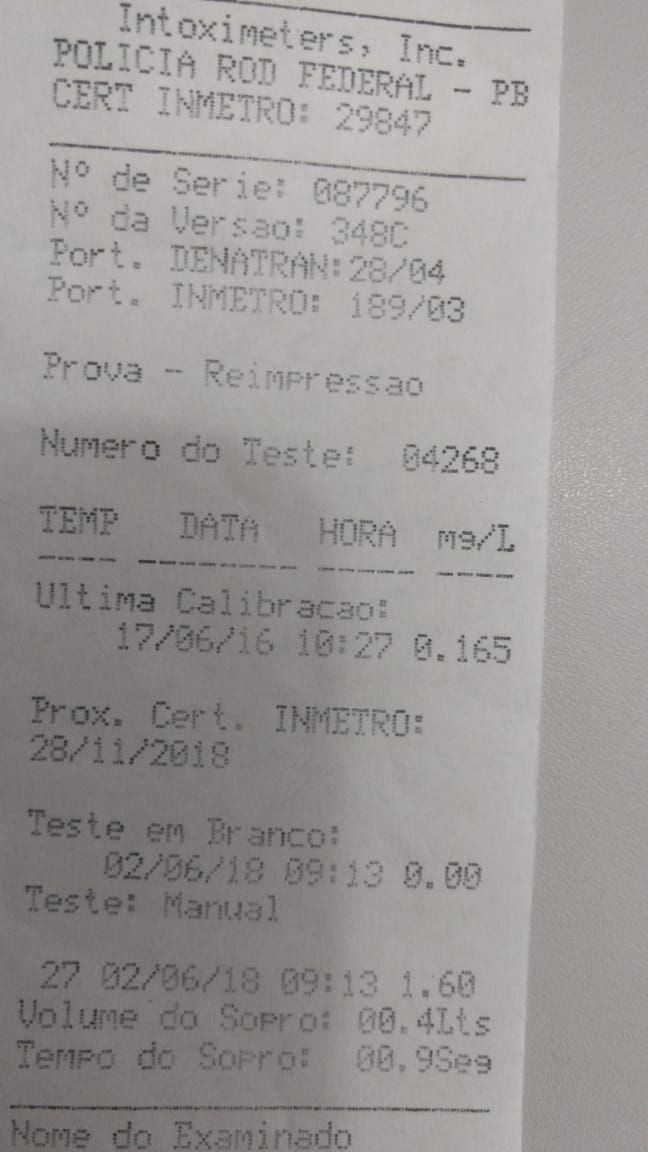 Intoximeters, Inc.
POLICIA ROD FEDERAL - PB
CERT INMETRO: 29847
Nº de Serie: 087796
Nº da Versao: 348C
Port. DENATRAN:28/04
Port. INMETRO: 189/03
Prova - Reimpressao
Numero do Teste: 04268
TEMP DATA HORA mg/L
Ultima Calibracao:
17/06/16 10:27 0.165
Prox. Cert. INMETRO:
28/11/2018
Teste em Branco:
02/06/18 09:13 0.00
Teste: Manual
27 02/06/18 09:13 1.60
Volume do Sopro: 00.4Lts
Tempo do Sopro: 00.9Seg
Nome do Examinado